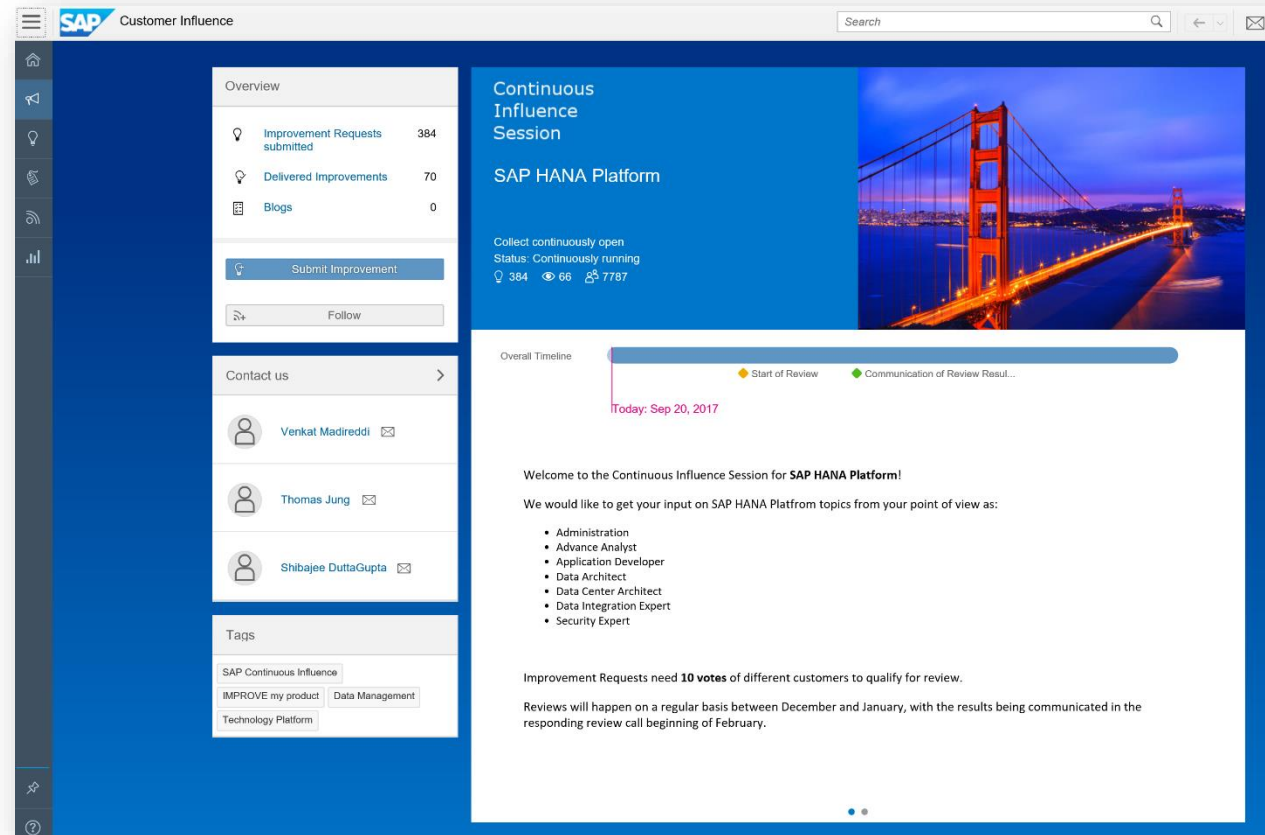 SAP Customer Influence
Search
Overview
Improvement Requests submitted 384
Delivered Improvements 70
Blogs 0
Submit Improvement
Follow
Contact us
Venkat Madireddi
Thomas Jung
Shibajee DuttaGupta
Tags
SAP Continuous Influence
IMPROVE my product Data Management
Technology Platform
Continuous
Influence
Session
SAP HANA Platform
Collect continuously open
Status: Continuously running
384 66 7787
Overall Timeline
Start of Review Communication of Review Resul...
Today: Sep 20, 2017
Welcome to the Continuous Influence Session for SAP HANA Platform!
We would like to get your input on SAP HANA Platfrom topics from your point of view as:
• Administration
• Advance Analyst
• Application Developer
• Data Architect
• Data Center Architect
• Data Integration Expert
• Security Expert
Improvement Requests need 10 votes of different customers to qualify for review.
Reviews will happen on a regular basis between December and January, with the results being communicated in the
responding review call beginning of February.